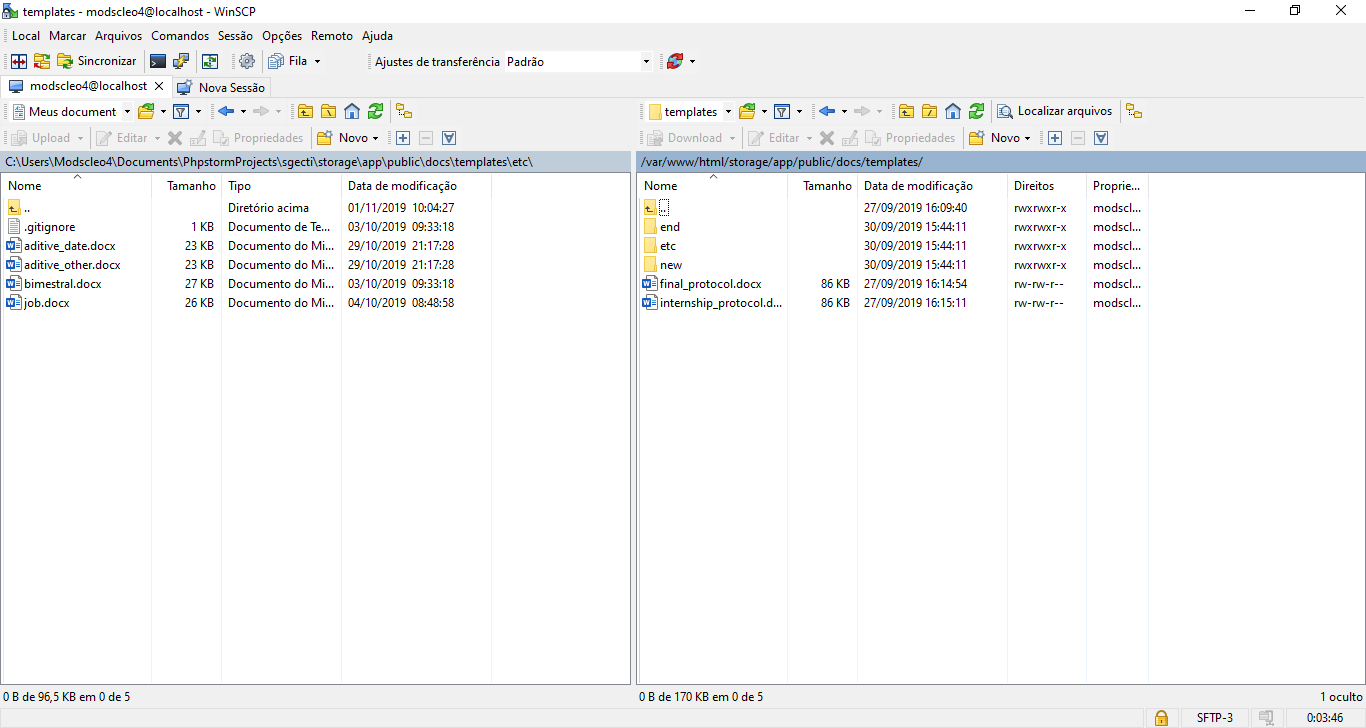 templates - modscleo4@localhost - WinSCP
Local Marcar Arquivos Comandos Sessão Opções Remoto Ajuda
Sincronizar Fila Ajustes de transferência Padrão
modscleo4@localhost Nova Sessão
Meus document templates Localizar arquivos
Upload Editar Propriedades Novo Download Editar Propriedades Novo
C:\Users\Modscleo4\Documents\PhpstormProjects\sgecti\storage\app\public\docs\templates\etc\
Nome Tamanho Tipo Data de modificação
.. Diretório acima 01/11/2019 10:04:27
.gitignore 1 KB Documento de Te... 03/10/2019 09:33:18
aditive_date.docx 23 KB Documento do Mi... 29/10/2019 21:17:28
aditive_other.docx 23 KB Documento do Mi... 29/10/2019 21:17:28
bimestral.docx 27 KB Documento do Mi... 03/10/2019 09:33:18
job.docx 26 KB Documento do Mi... 04/10/2019 08:48:58
0 B de 96,5 KB em 0 de 5
/var/www/html/storage/app/public/docs/templates/
Nome Tamanho Data de modificação Direitos Proprie...
.. 27/09/2019 16:09:40 rwxrwxr-x modscl...
end 30/09/2019 15:44:11 rwxrwxr-x modscl...
etc 30/09/2019 15:44:11 rwxrwxr-x modscl...
new 30/09/2019 15:44:11 rwxrwxr-x modscl...
final_protocol.docx 86 KB 27/09/2019 16:14:54 rw-rw-r-- modscl...
internship_protocol.d... 86 KB 27/09/2019 16:15:11 rw-rw-r-- modscl...
0 B de 170 KB em 0 de 5 1 oculto
SFTP-3 0:03:46